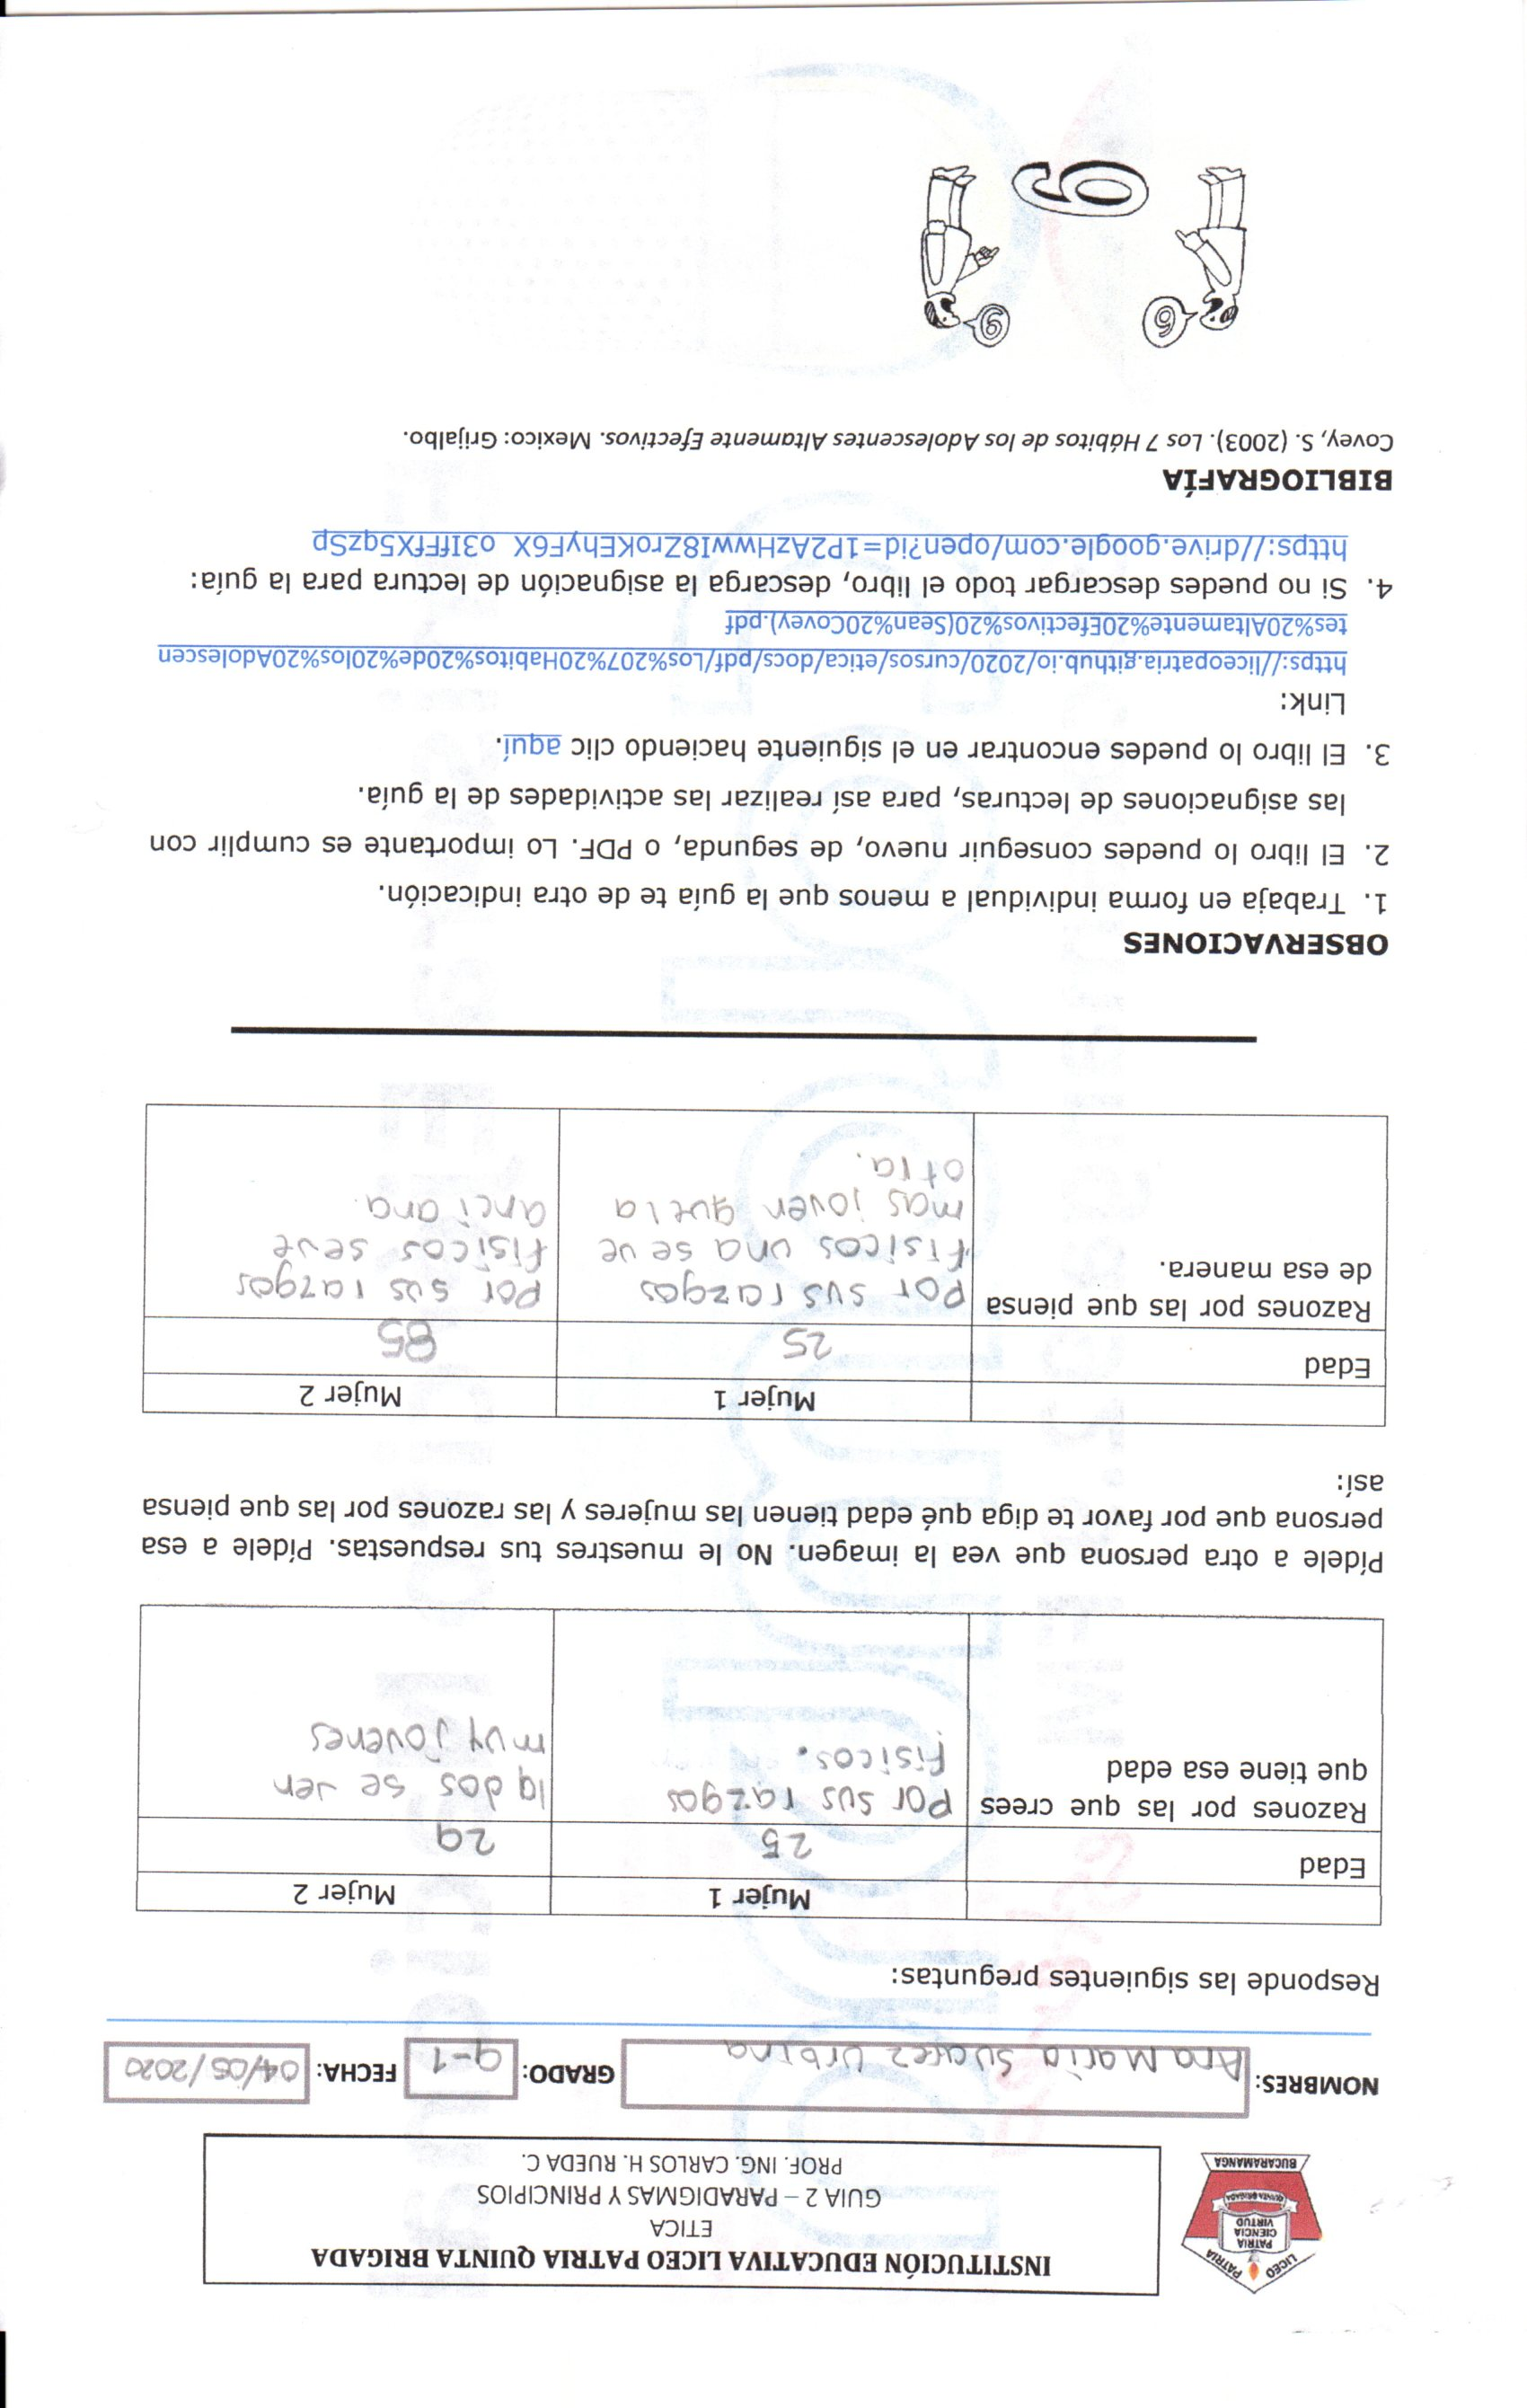 LICEO PATRIA
PATRIA
CIENCIA
VIRTUD
QUINTA BRIGADA
BUCARAMANGA
INSTITUCIÓN EDUCATIVA LICEO PATRIA QUINTA BRIGADA
ETICA
GUIA 2 – PARADIGMAS Y PRINCIPIOS
PROF. ING. CARLOS H. RUEDA C.
NOMBRES: Ana Maria Suarez Urbina GRADO: 9-1 FECHA: 04/05/2020
Responde las siguientes preguntas:
Mujer 1 Mujer 2
Edad 25 29
Razones por las que crees que tiene esa edad
Por sus razgos
fisicos.
la dos se ven
muy jovenes
Pídele a otra persona que vea la imagen. No le muestres tus respuestas. Pídele a esa
persona que por favor te diga qué edad tienen las mujeres y las razones por las que piensa
así:
Mujer 1 Mujer 2
Edad 25 85
Razones por las que piensa
de esa manera.
Por sus razgos
fisicos una se ve
mas joven que la
otra.
Por sus razgos
fisicos se ve
anciana.
OBSERVACIONES
1. Trabaja en forma individual a menos que la guía te de otra indicación.
2. El libro lo puedes conseguir nuevo, de segunda, o PDF. Lo importante es cumplir con
las asignaciones de lecturas, para así realizar las actividades de la guía.
3. El libro lo puedes encontrar en el siguiente haciendo clic aquí.
Link:
https://liceopatria.github.io/2020/cursos/etica/docs/pdf/Los%207%20Habitos%20de%20los%20Adolescen
tes%20Altamente%20Efectivos%20(Sean%20Covey).pdf
4. Si no puedes descargar todo el libro, descarga la asignación de lectura para la guía:
https://drive.google.com/open?id=1P2AzHwwI8ZroKEhyF6X_o3IfFfX5qzSp
BIBLIOGRAFÍA
Covey, S. (2003). Los 7 Hábitos de los Adolescentes Altamente Efectivos. Mexico: Grijalbo.
6 9
6